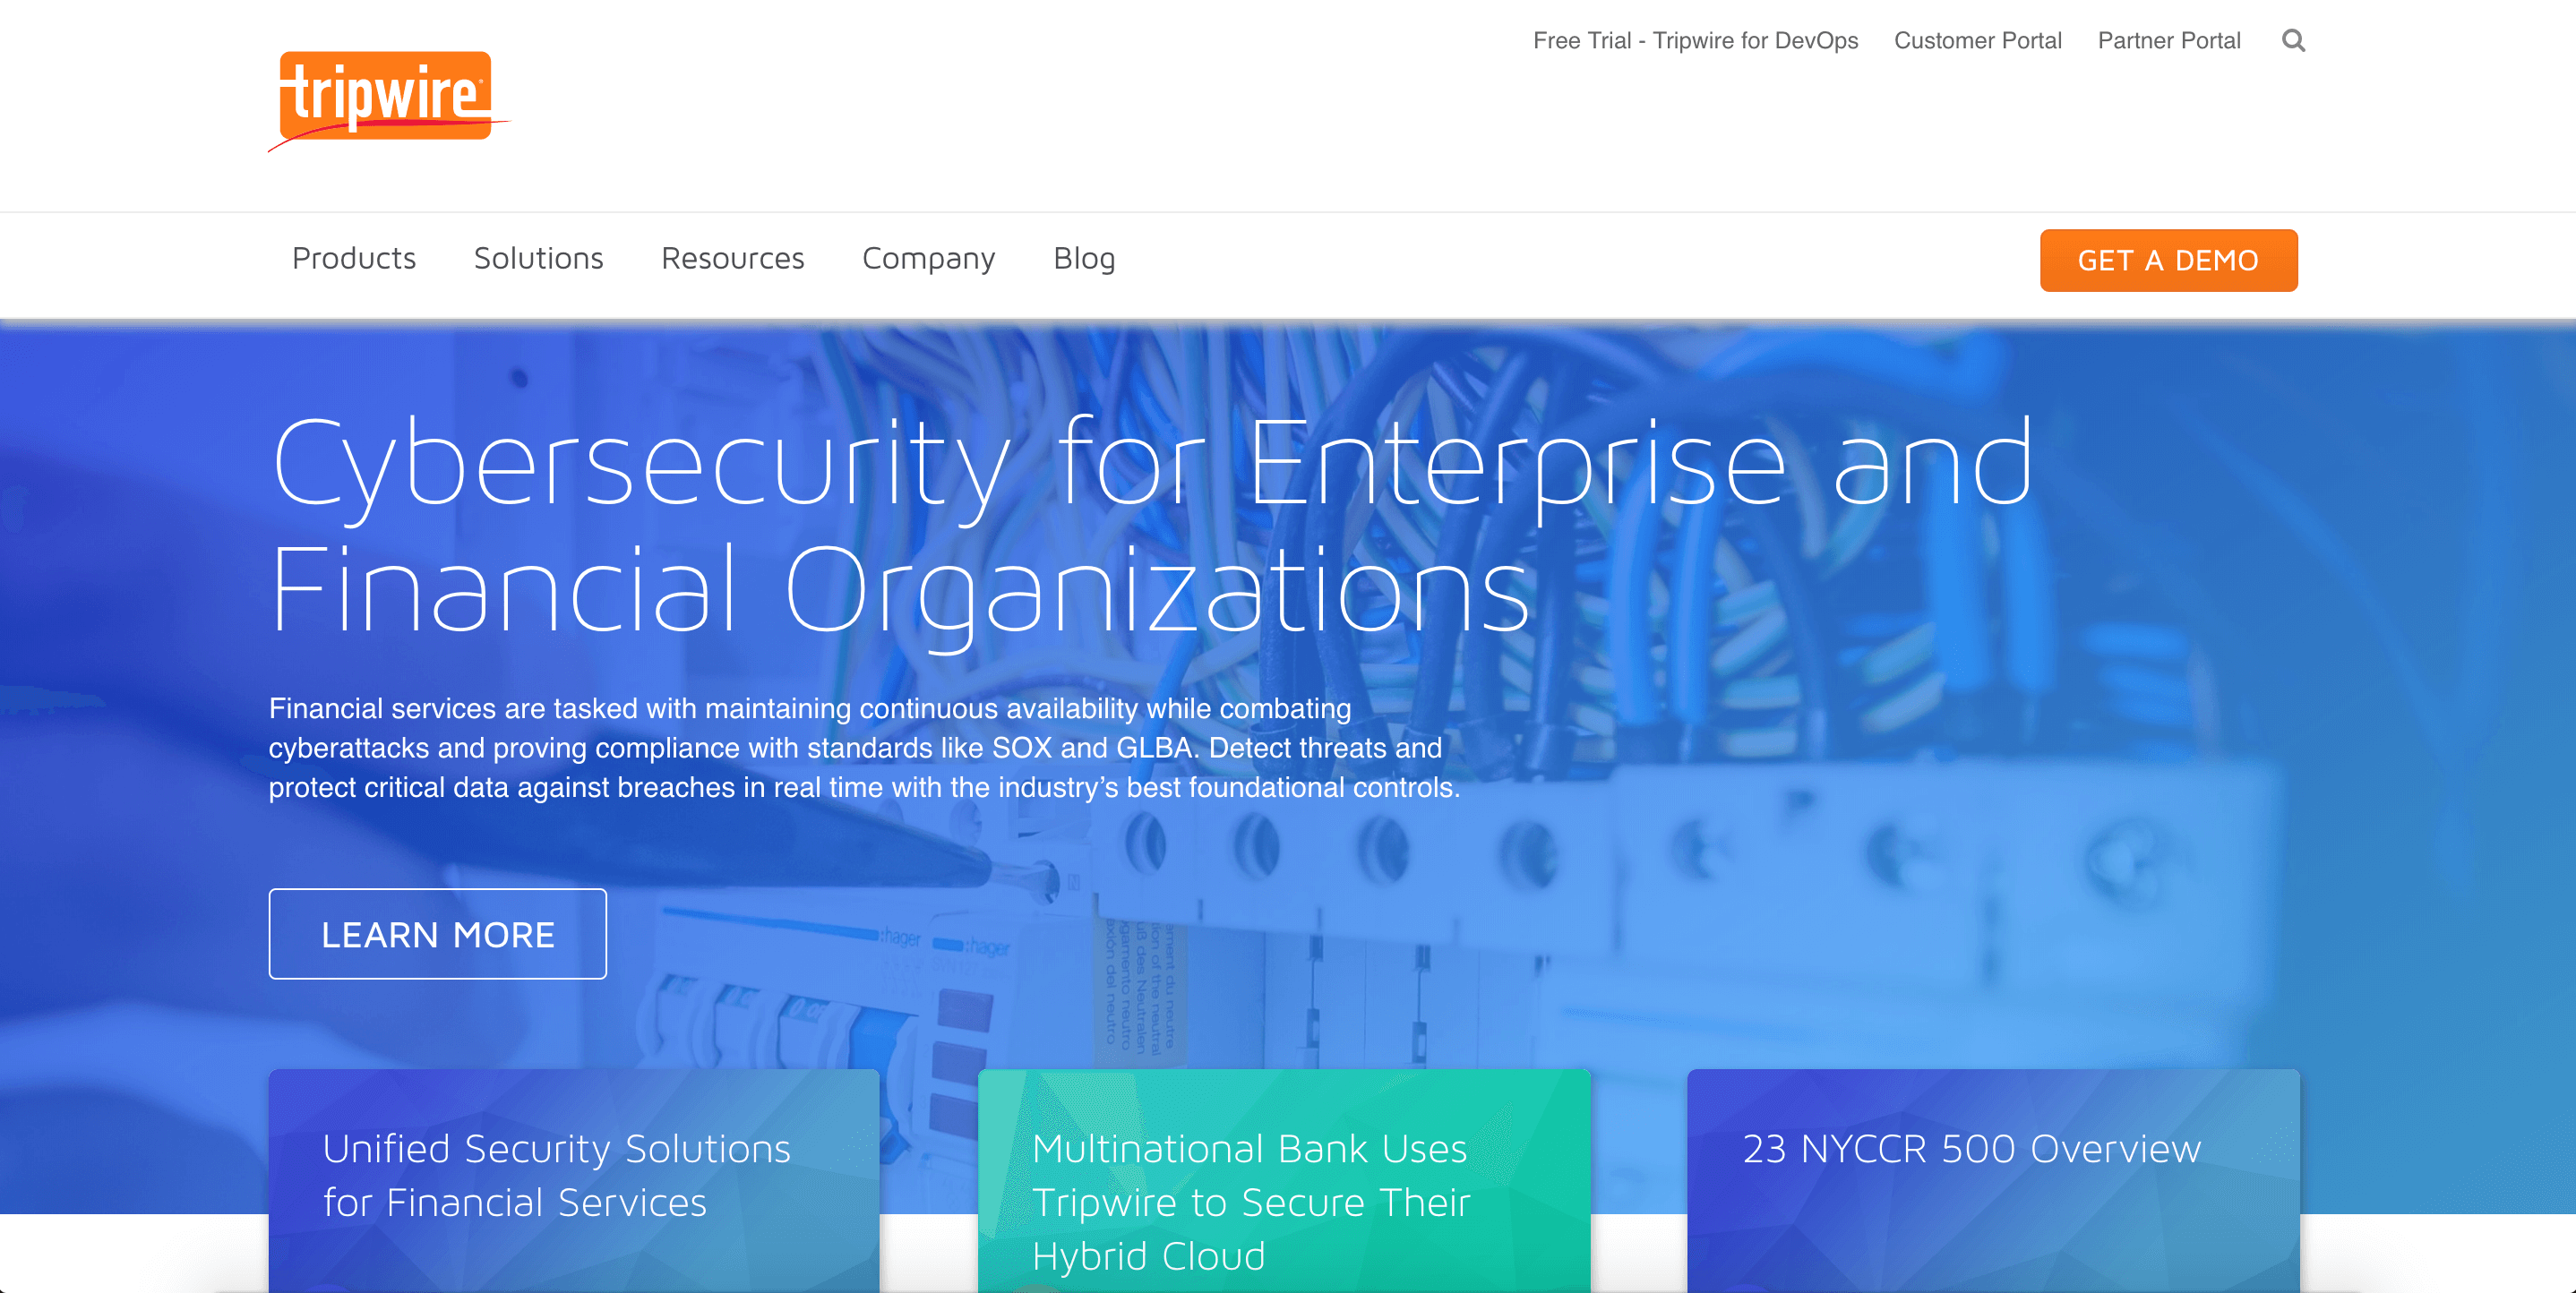 Free Trial - Tripwire for DevOps Customer Portal Partner Portal
tripwire
Products Solutions Resources Company Blog
GET A DEMO
Cybersecurity for Enterprise and
Financial Organizations
Financial services are tasked with maintaining continuous availability while combating
cyberattacks and proving compliance with standards like SOX and GLBA. Detect threats and
protect critical data against breaches in real time with the industry’s best foundational controls.
LEARN MORE
:hager :hager
Unified Security Solutions
for Financial Services
Multinational Bank Uses
Tripwire to Secure Their
Hybrid Cloud
23 NYCCR 500 Overview